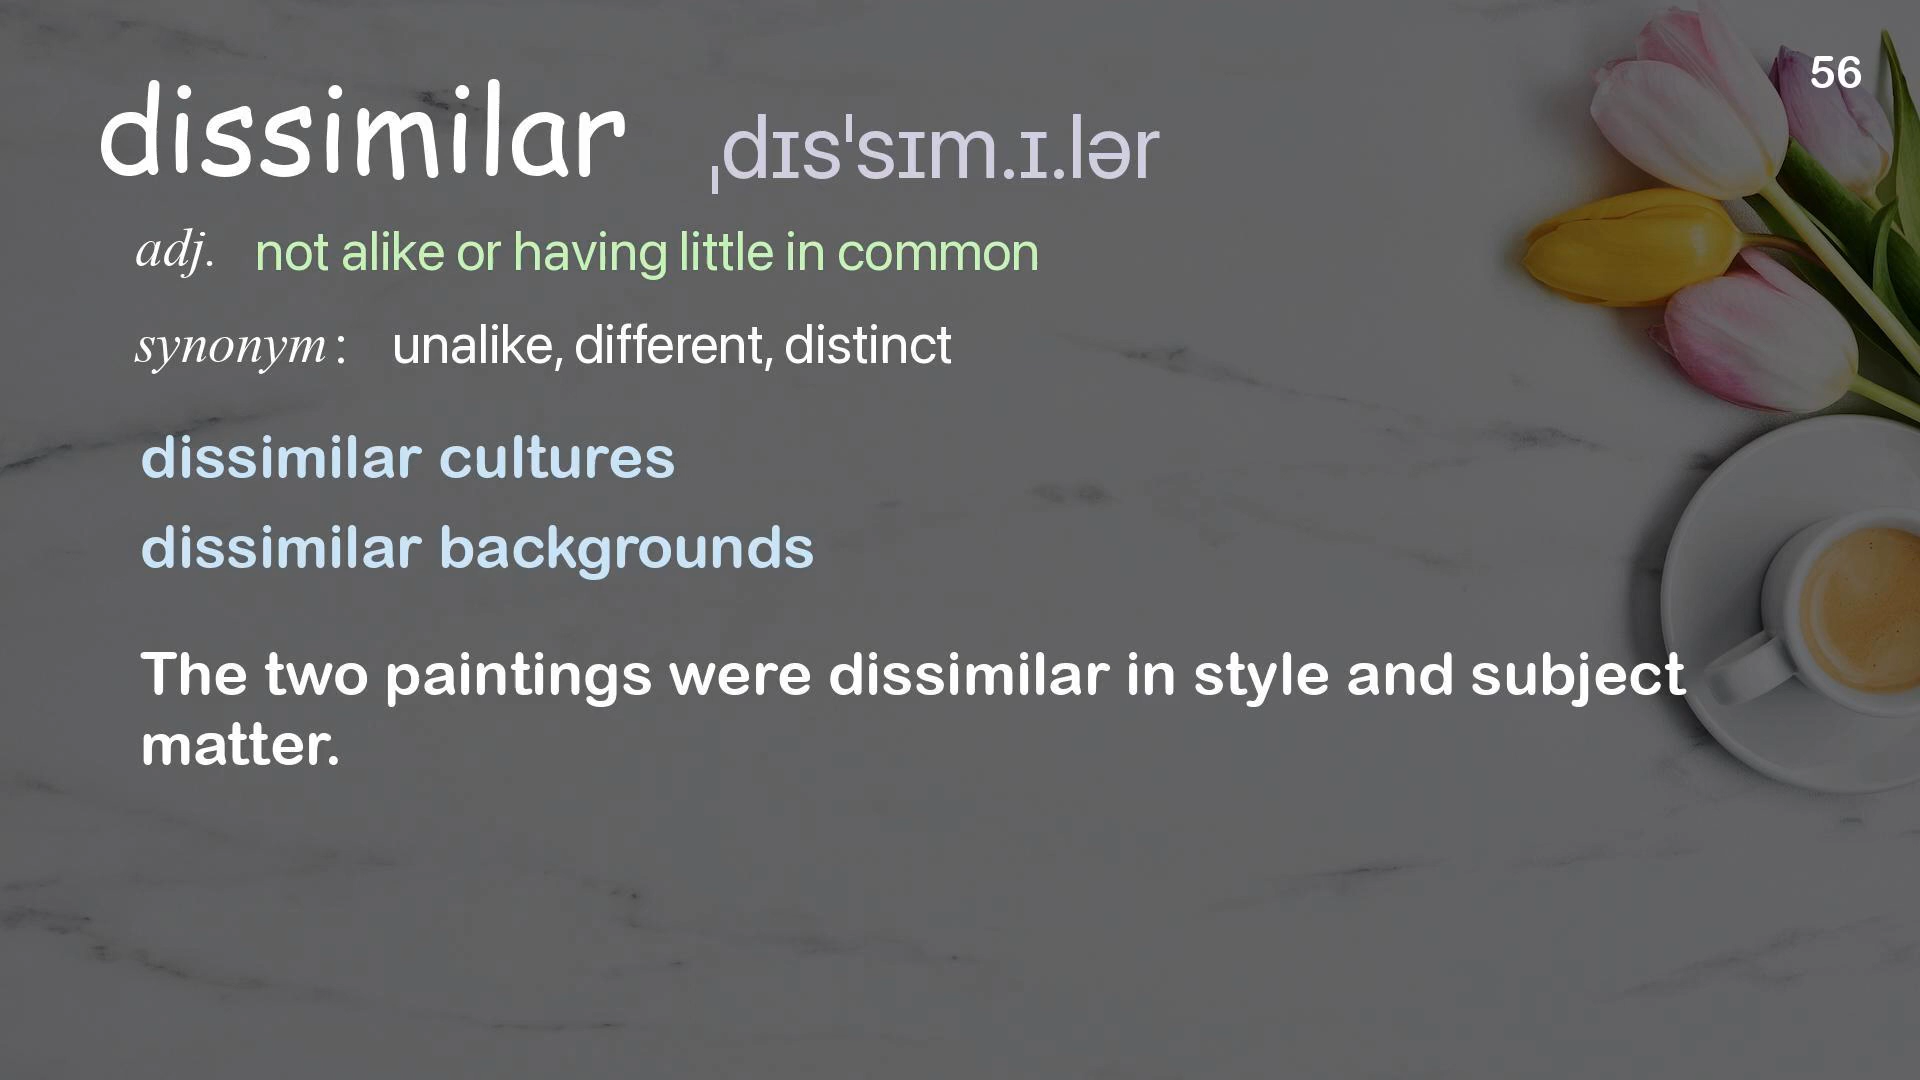 56
dissimilar ˌdɪsˈsɪm.ɪ.lər
adj. not alike or having little in common
synonym : unalike, different, distinct
dissimilar cultures
dissimilar backgrounds
The two paintings were dissimilar in style and subject
matter.